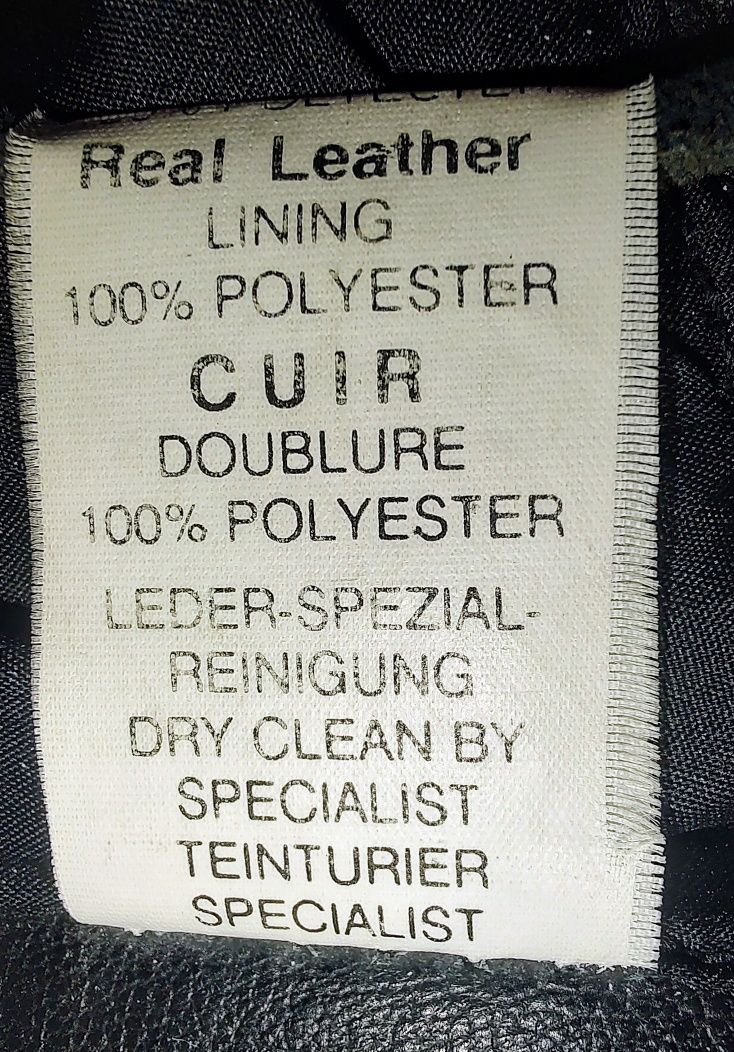 Real Leather
LINING
100% POLYESTER
CUIR
DOUBLURE
100% POLYESTER
LEDER-SPEZIAL-
REINIGUNG
DRY CLEAN BY
SPECIALIST
TEINTURIER
SPECIALIST